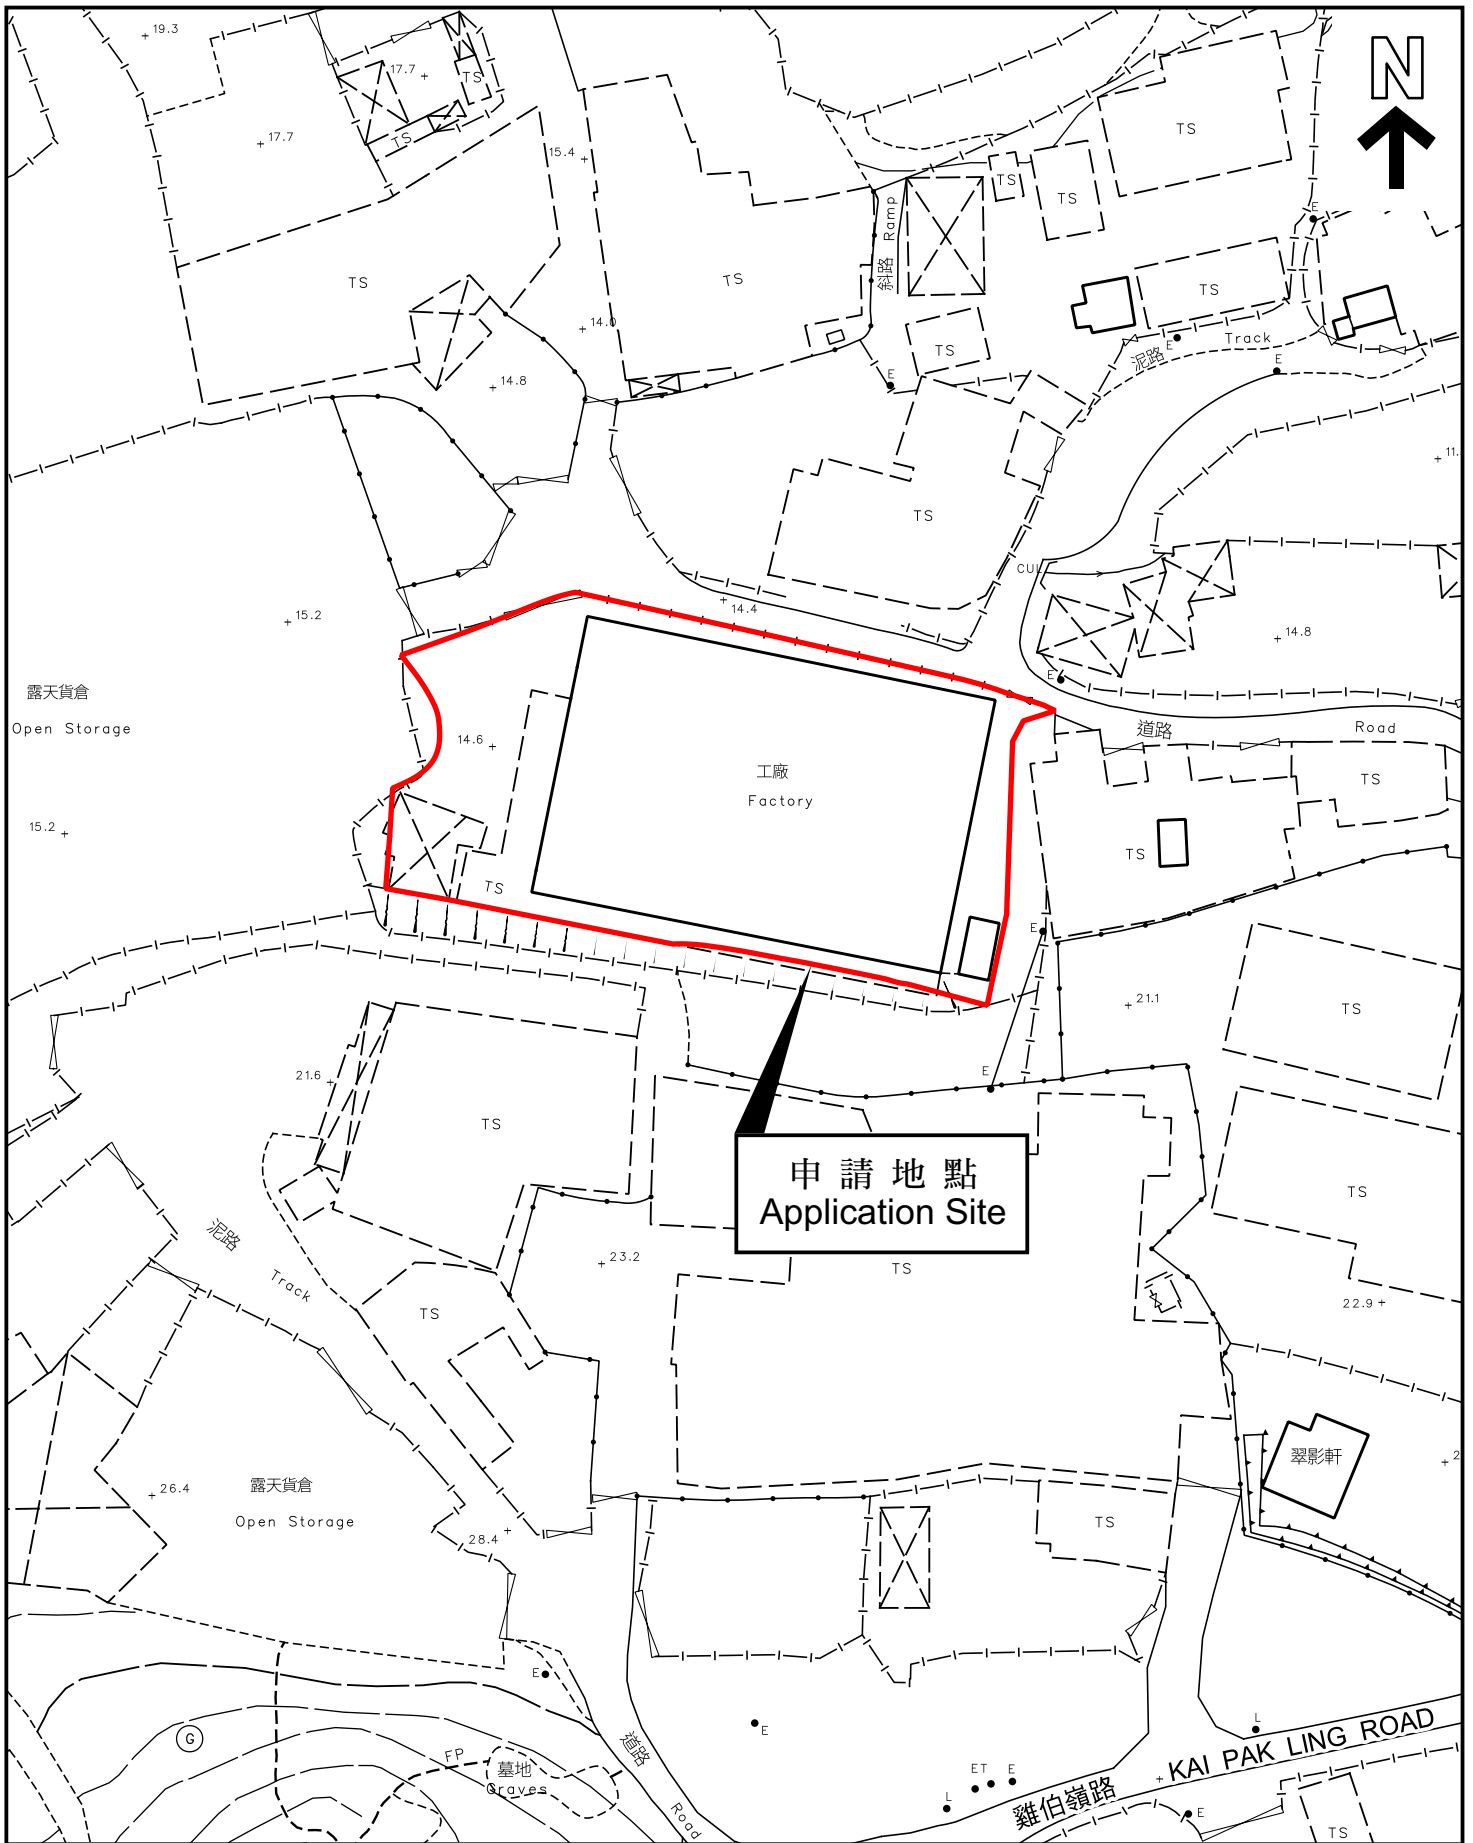 19.3
17.7
TS
N
17.7
TS
15.4
TS
TS
TS
斜路 Ramp
E
TS
TS
TS
14.0
14.8
TS
E
泥路 Track
E
E
11.
TS
CUL
15.2
14.4
14.8
E
露天貨倉
Open Storage
道路 Road
14.6
工廠
Factory
TS
15.2
TS
TS
E
21.1
TS
21.6
E
TS
申請地點
Application Site
TS
泥路
Track
23.2
TS
TS
22.9
翠影軒
2
26.4
露天貨倉
Open Storage
28.4
TS
E
E
L
G
道路
Road
FP
墓地
Graves
ET
E
L
雞伯嶺路 KAI PAK LING ROAD
E
TS